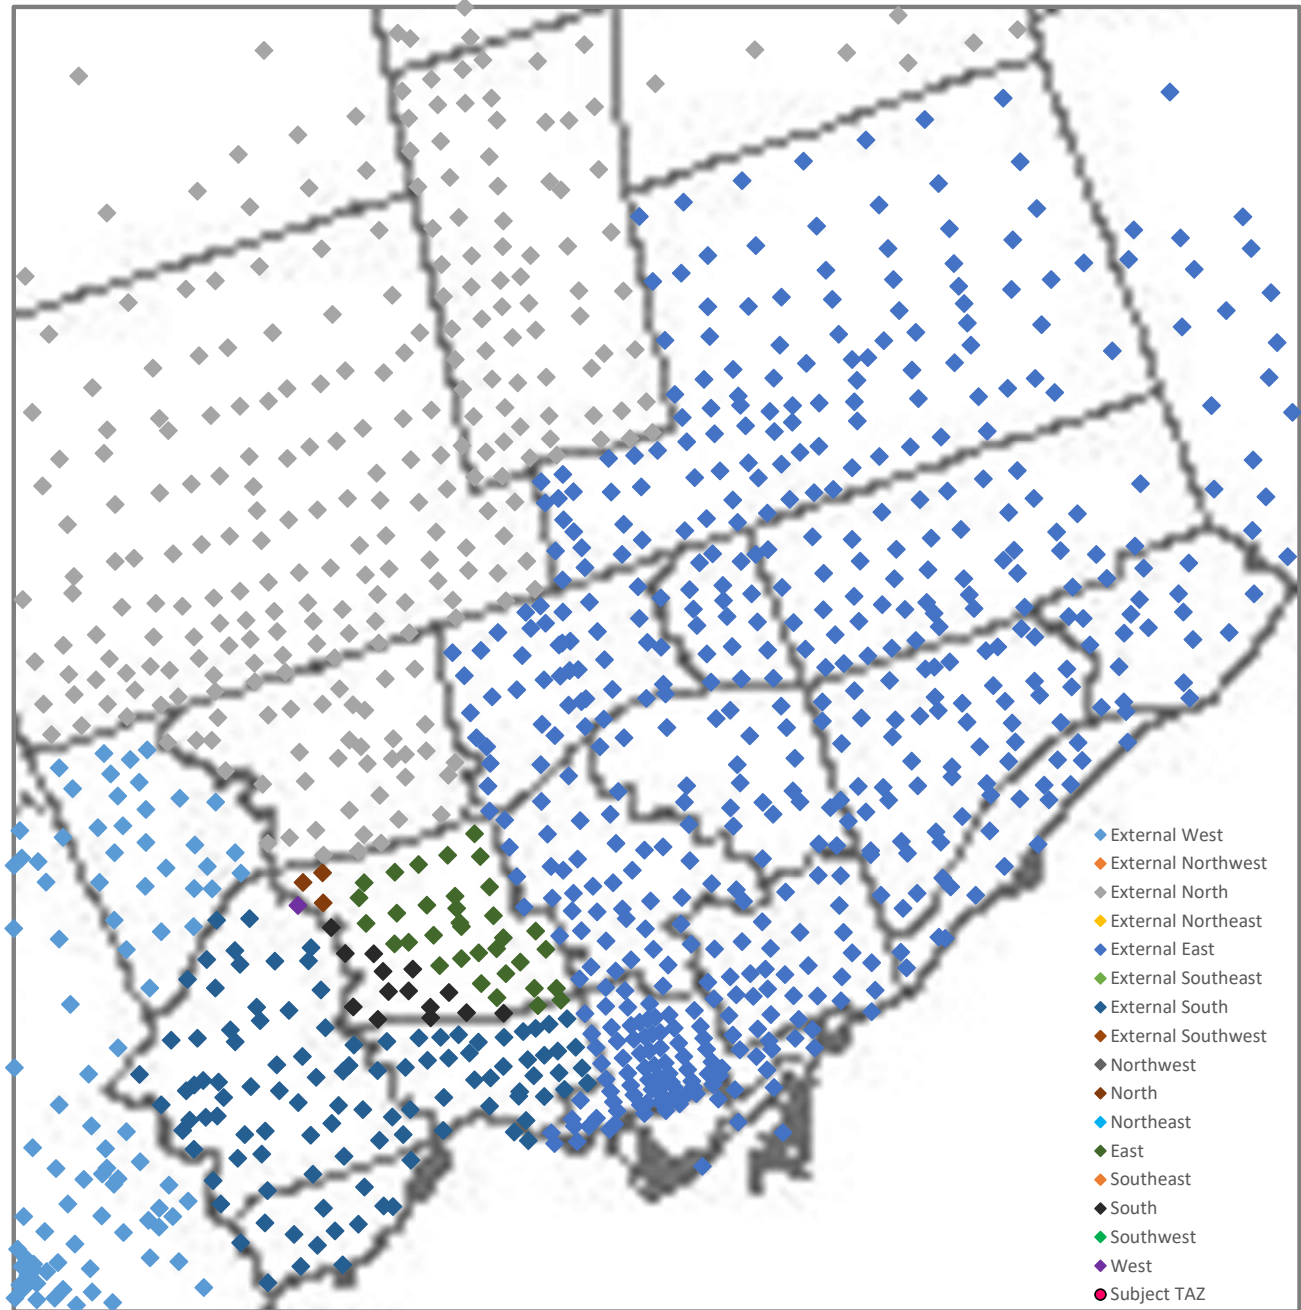 External West
External Northwest
External North
External Northeast
External East
External Southeast
External South
External Southwest
Northwest
North
Northeast
East
Southeast
South
Southwest
West
Subject TAZ